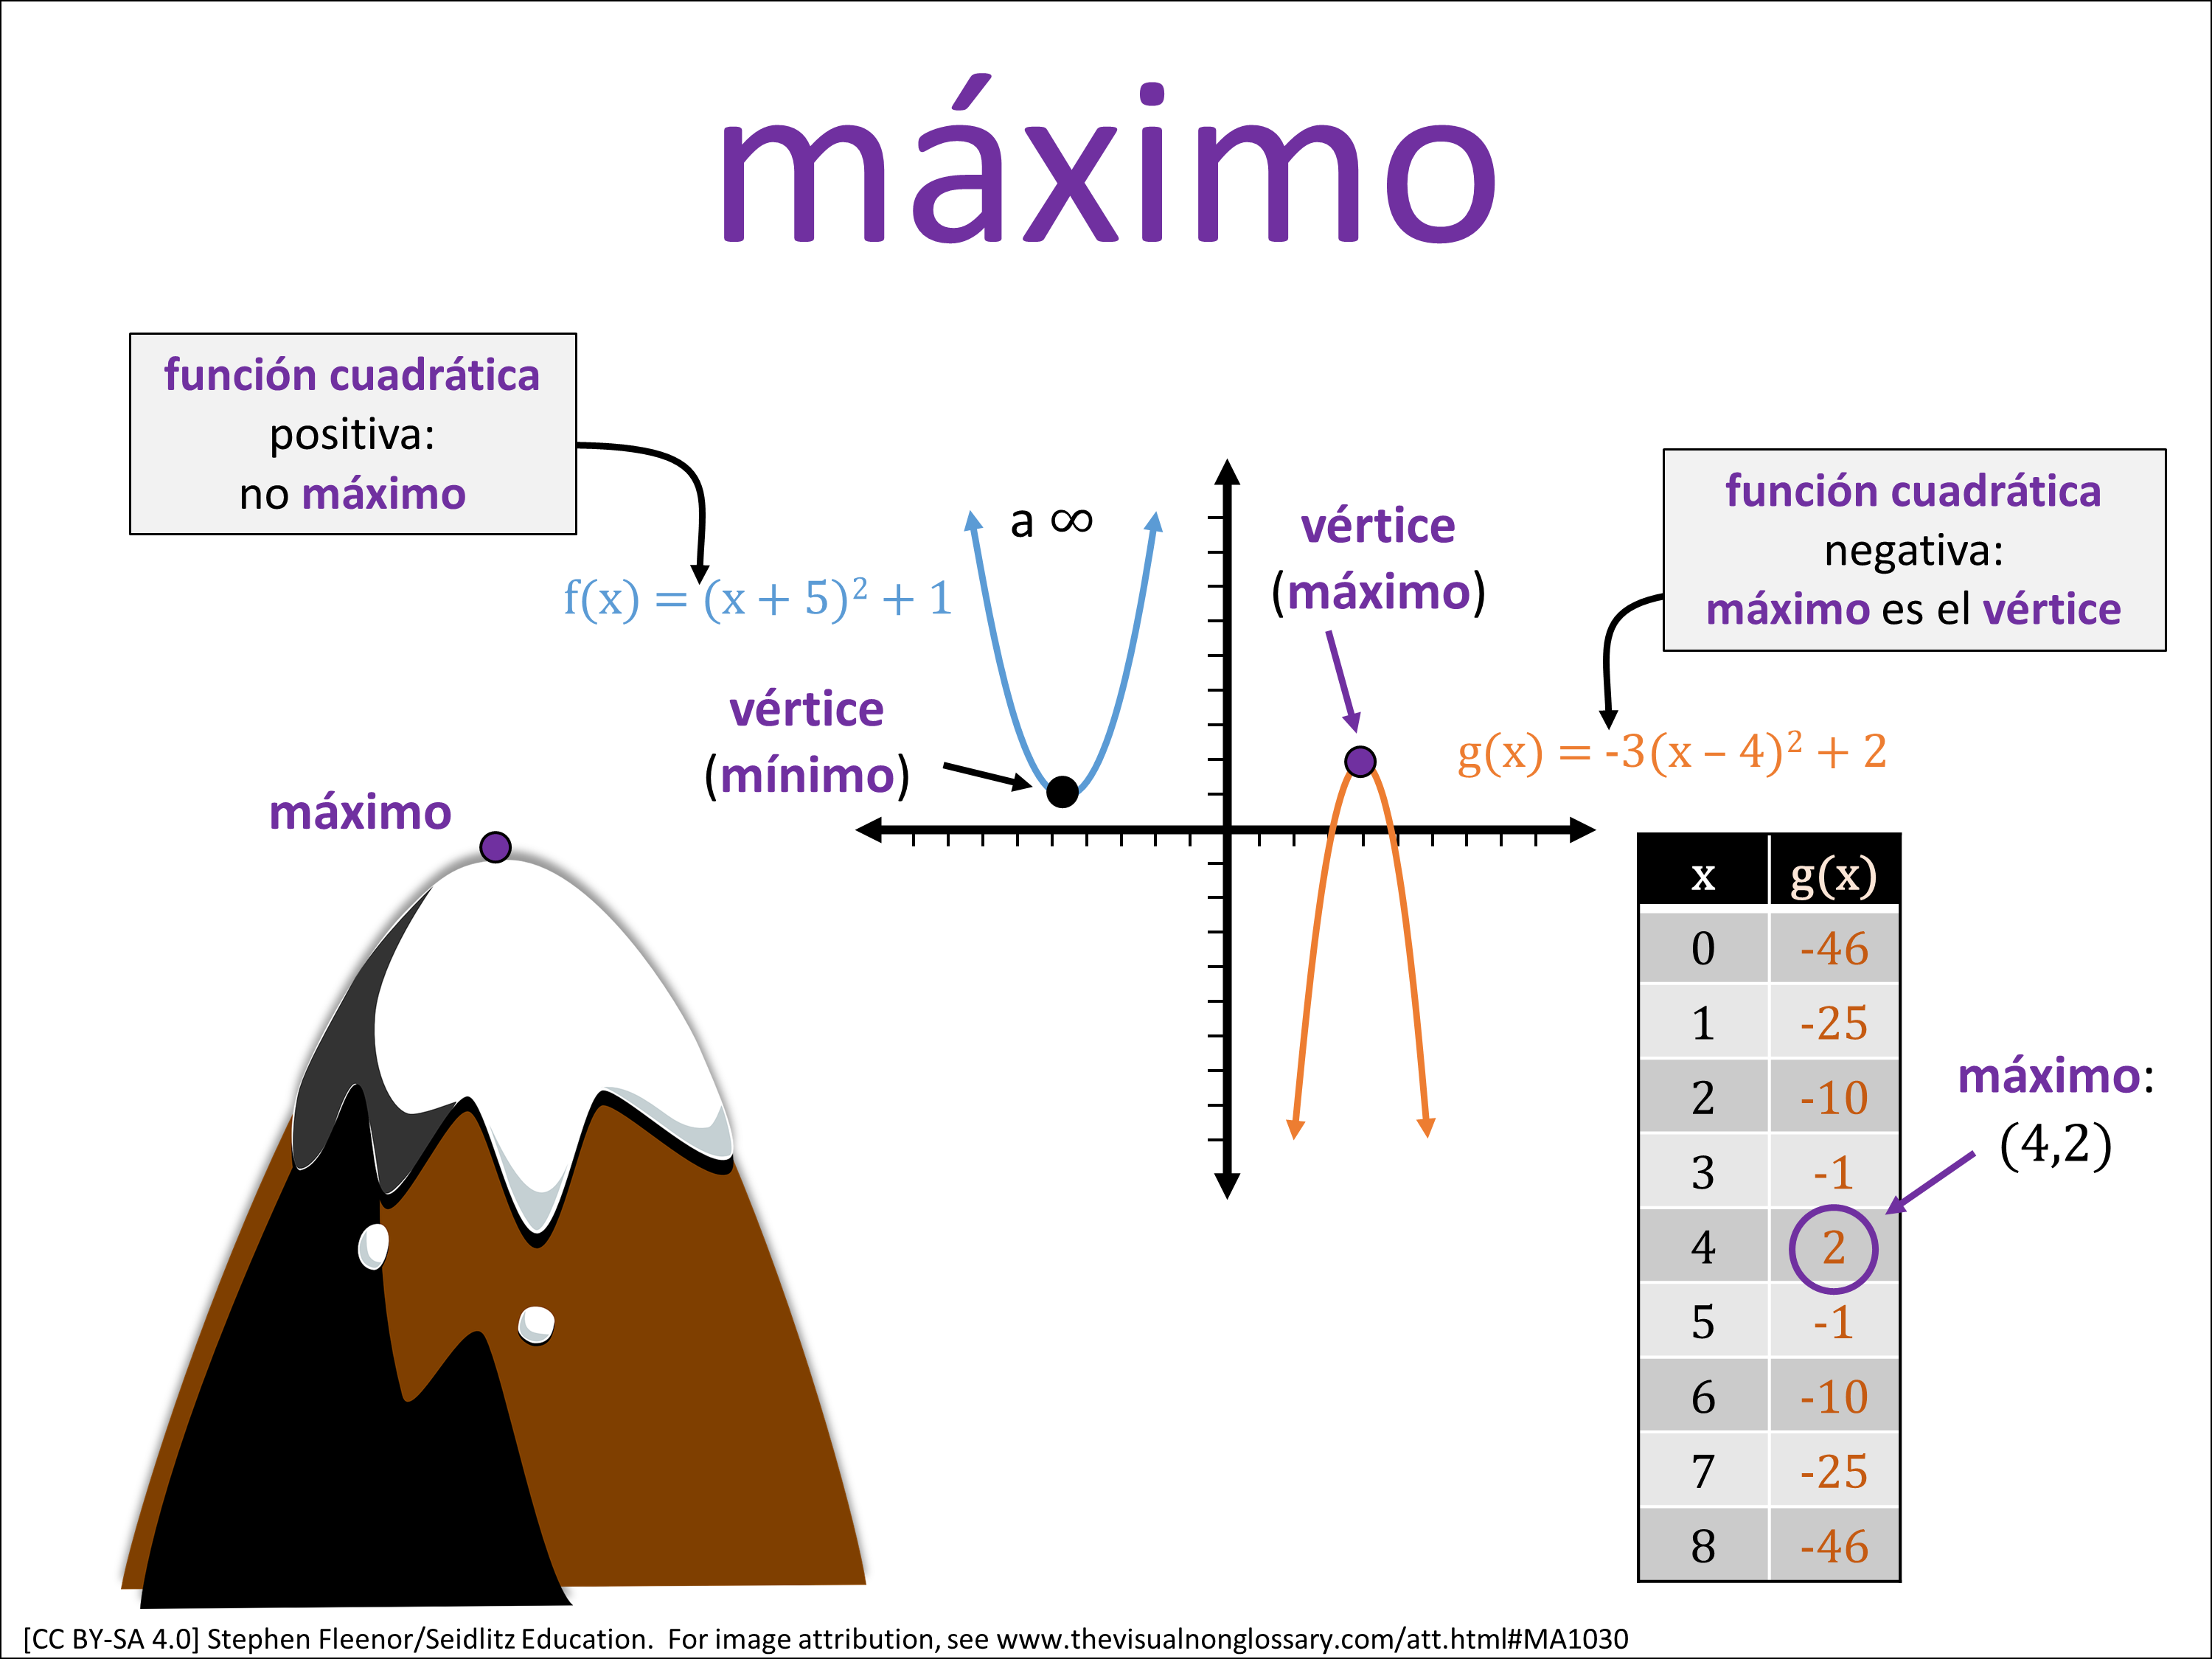 máximo
función cuadrática
positiva:
no máximo
f(x) = (x + 5)² + 1
a ∞
vértice
(mínimo)
vértice
(máximo)
función cuadrática
negativa:
máximo es el vértice
g(x) = -3(x – 4)² + 2
máximo
x g(x)
0 -46
1 -25
2 -10
3 -1
4 2
5 -1
6 -10
7 -25
8 -46
máximo:
(4,2)
[CC BY-SA 4.0] Stephen Fleenor/Seidlitz Education. For image attribution, see www.thevisualnonglossary.com/att.html#MA1030